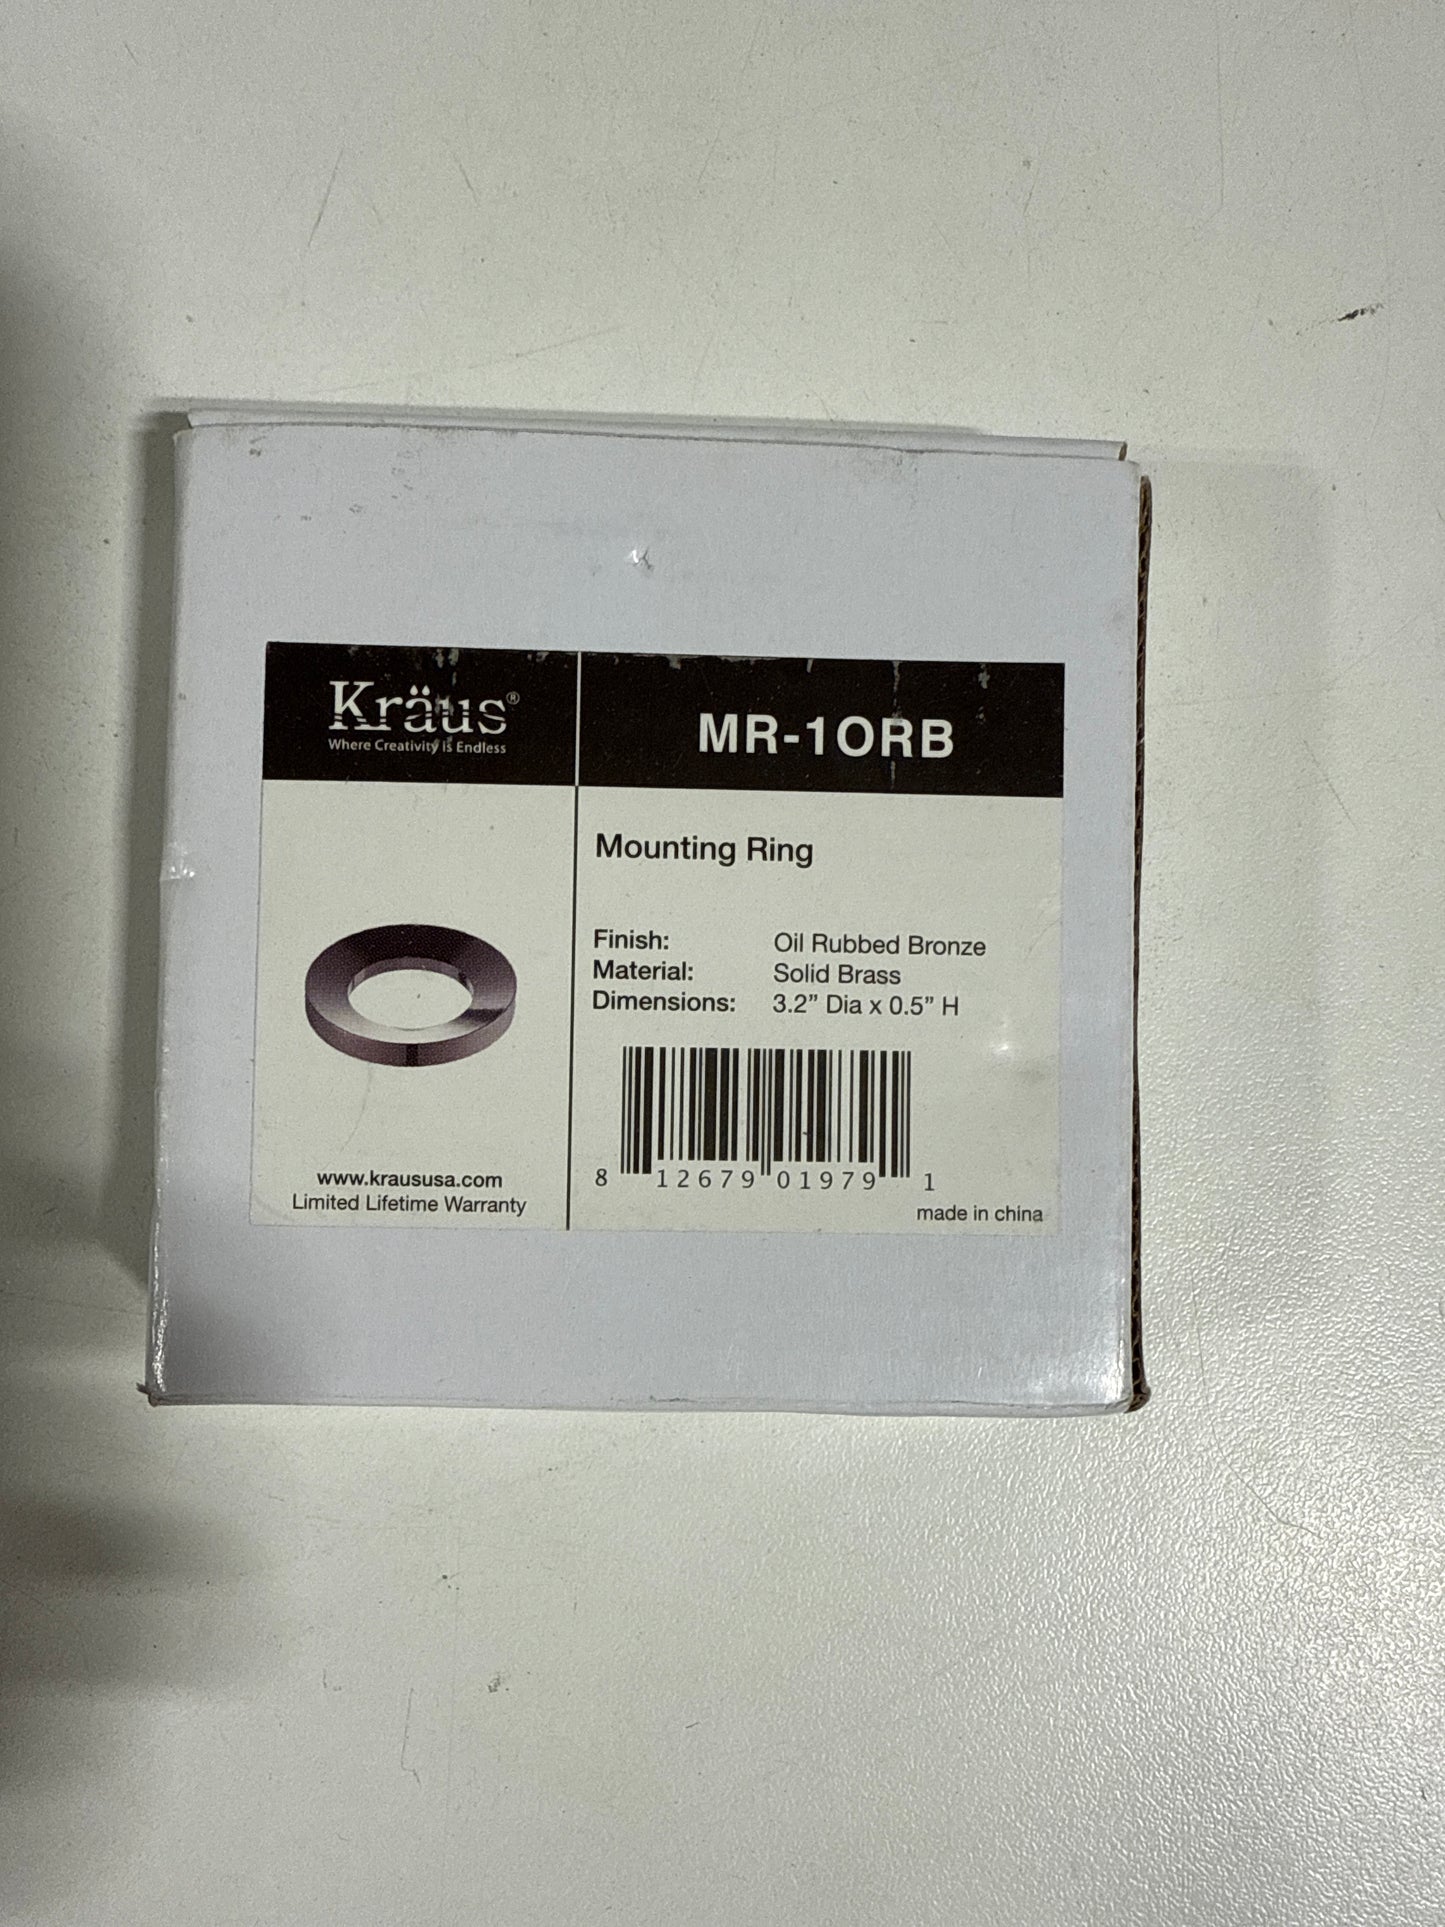 Kräus®
Where Creativity Is Endless
MR-1ORB
Mounting Ring
Finish: Oil Rubbed Bronze
Material: Solid Brass
Dimensions: 3.2” Dia x 0.5” H
8 12679 01979 1
made in china
www.krausUsa.com
Limited Lifetime Warranty